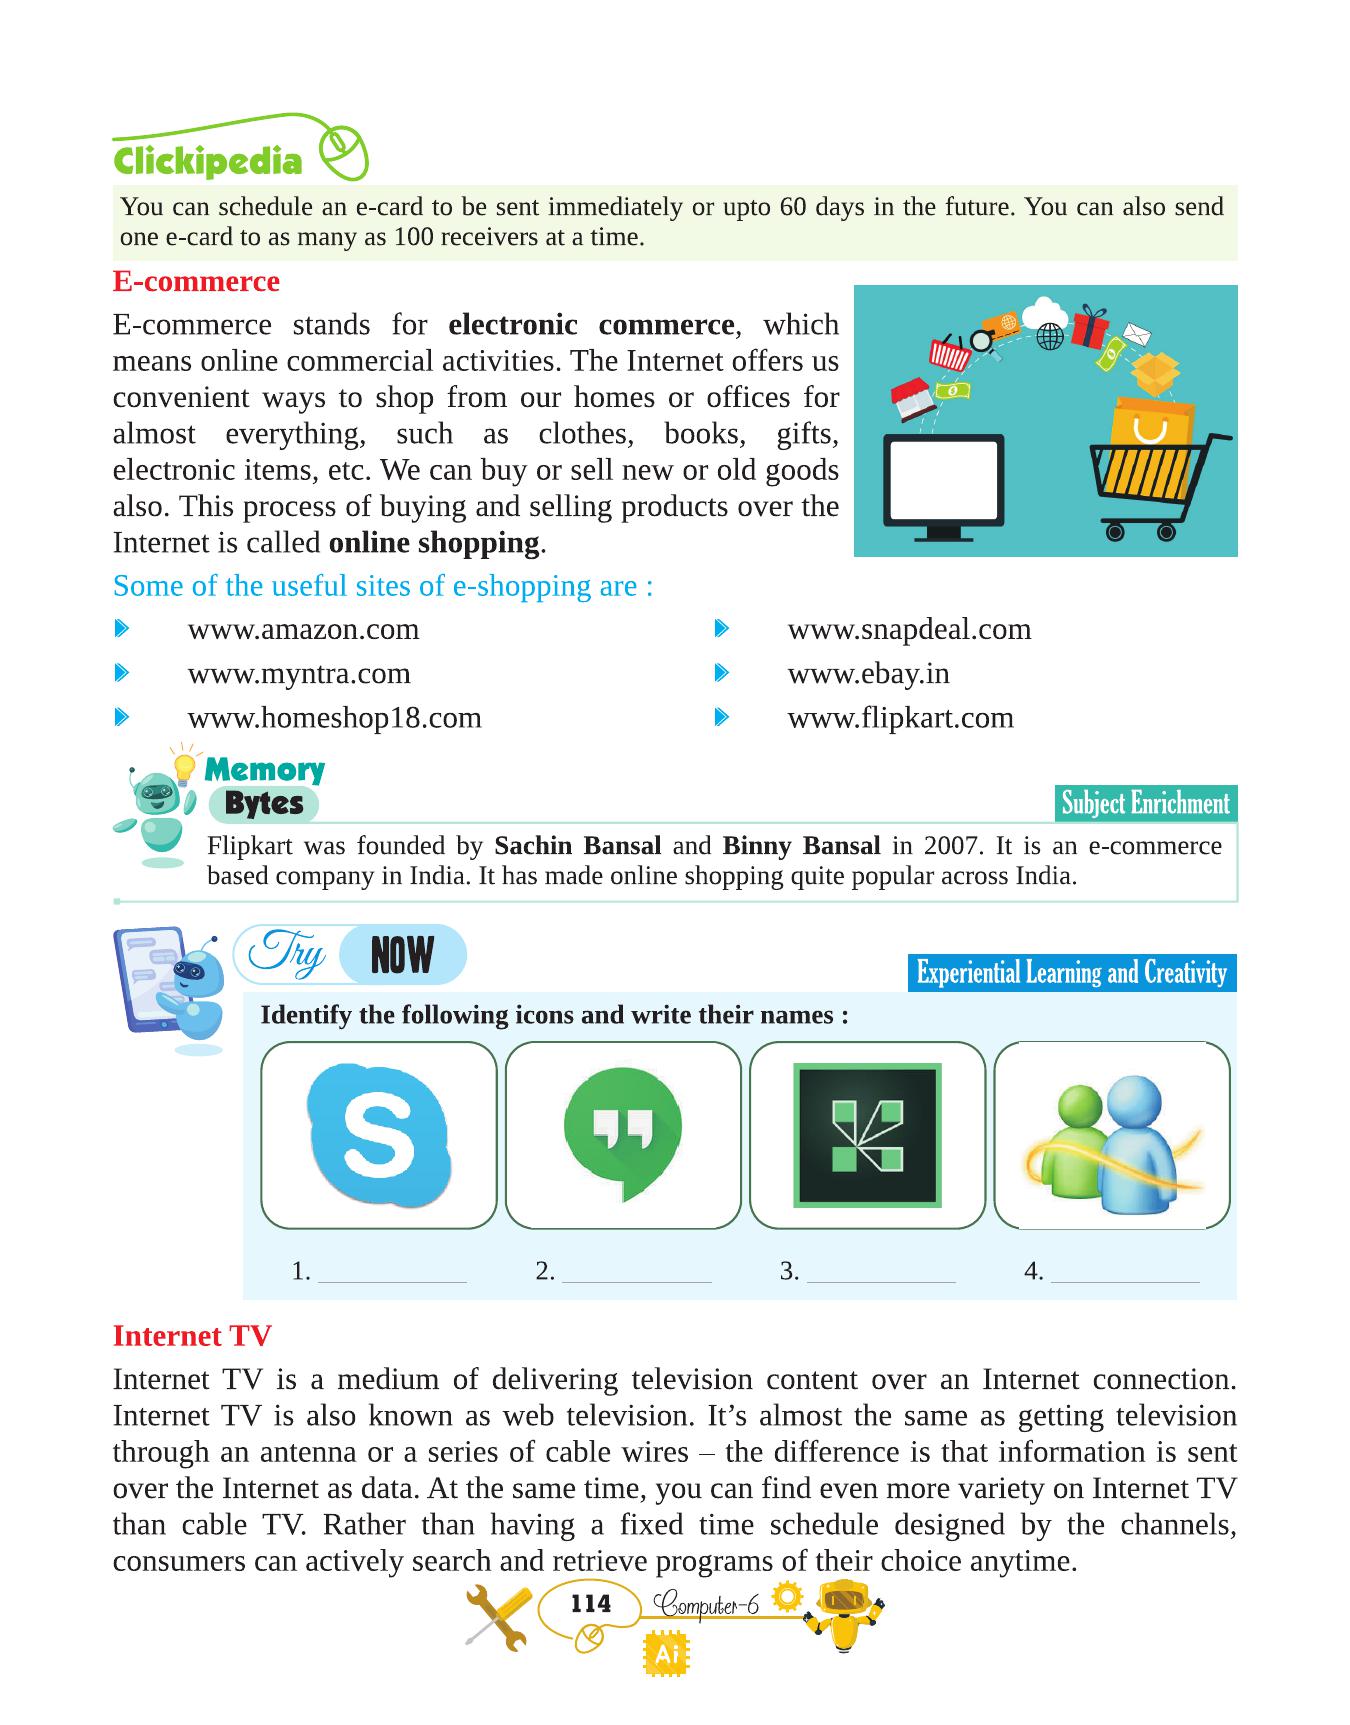 Clickipedia
You can schedule an e-card to be sent immediately or upto 60 days in the future. You can also send
one e-card to as many as 100 receivers at a time.
E-commerce
E-commerce stands for electronic commerce, which
means online commercial activities. The Internet offers us
convenient ways to shop from our homes or offices for
almost everything, such as clothes, books, gifts,
electronic items, etc. We can buy or sell new or old goods
also. This process of buying and selling products over the
Internet is called online shopping.
Some of the useful sites of e-shopping are :
www.amazon.com
www.snapdeal.com
www.myntra.com
www.ebay.in
www.homeshop18.com
www.flipkart.com
Memory
Bytes
Subject Enrichment
Flipkart was founded by Sachin Bansal and Binny Bansal in 2007. It is an e-commerce
based company in India. It has made online shopping quite popular across India.
Try NOW
Experiential Learning and Creativity
Identify the following icons and write their names :
S
1. ___________
2. ___________
3. ___________
4. ___________
Internet TV
Internet TV is a medium of delivering television content over an Internet connection.
Internet TV is also known as web television. It’s almost the same as getting television
through an antenna or a series of cable wires – the difference is that information is sent
over the Internet as data. At the same time, you can find even more variety on Internet TV
than cable TV. Rather than having a fixed time schedule designed by the channels,
consumers can actively search and retrieve programs of their choice anytime.
114
Computer-6
Ai